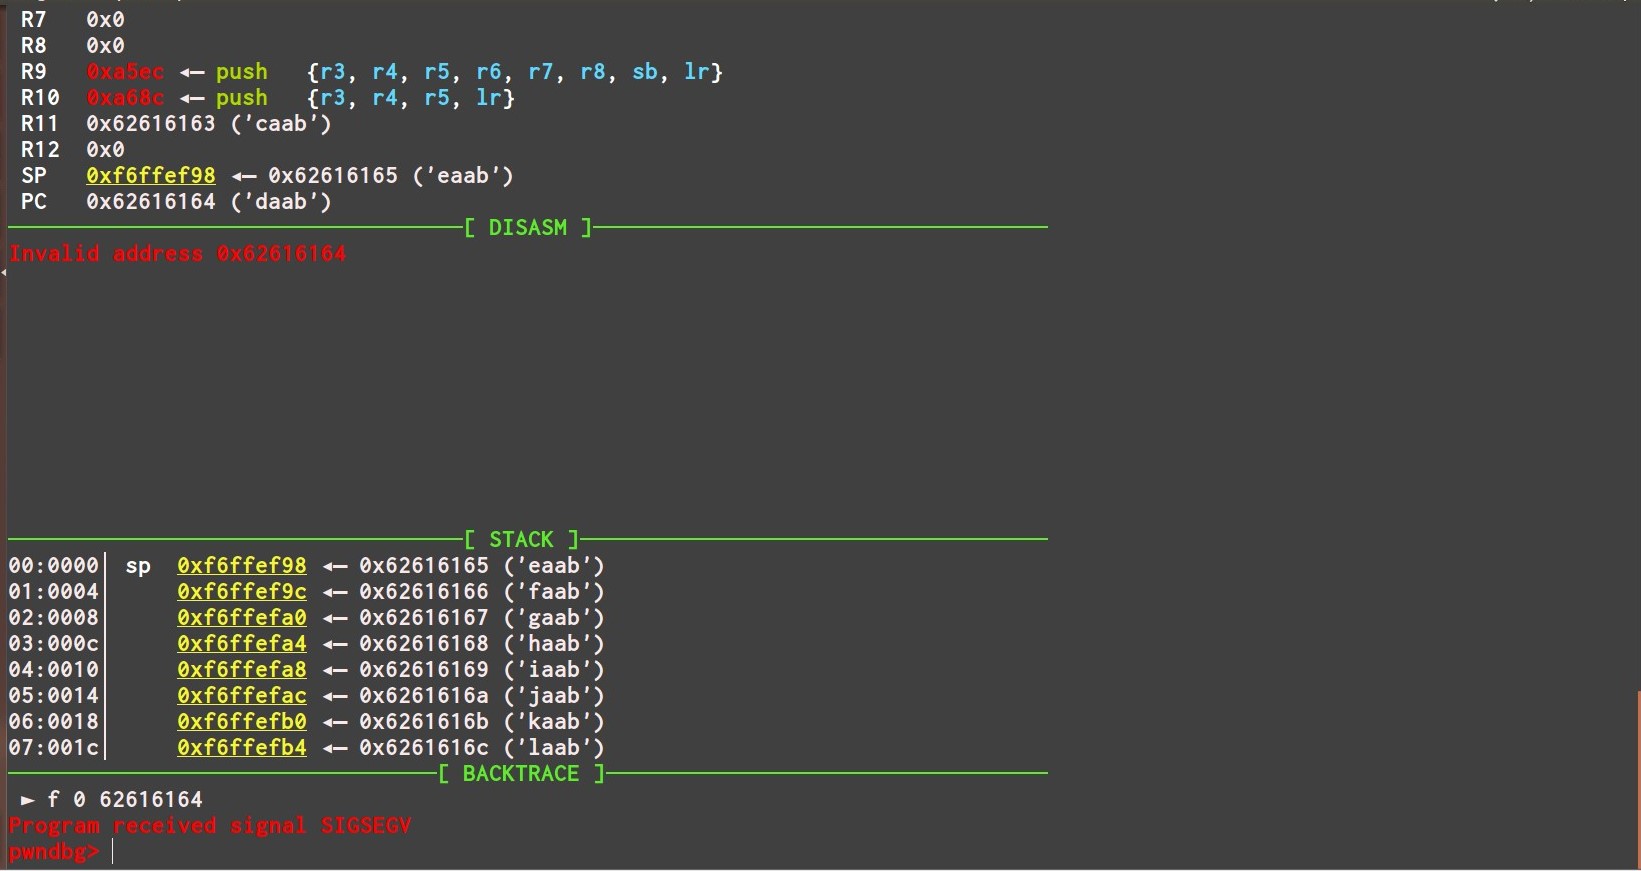 R7 0x0
R8 0x0
R9 0xa5ec ◂— push {r3, r4, r5, r6, r7, r8, sb, lr}
R10 0xa68c ◂— push {r3, r4, r5, lr}
R11 0x62616163 ('caab')
R12 0x0
SP 0xf6ffef98 ◂— 0x62616165 ('eaab')
PC 0x62616164 ('daab')
[ DISASM ]
Invalid address 0x62616164
[ STACK ]
00:0000│ sp 0xf6ffef98 ◂— 0x62616165 ('eaab')
01:0004│ 0xf6ffef9c ◂— 0x62616166 ('faab')
02:0008│ 0xf6ffefa0 ◂— 0x62616167 ('gaab')
03:000c│ 0xf6ffefa4 ◂— 0x62616168 ('haab')
04:0010│ 0xf6ffefa8 ◂— 0x62616169 ('iaab')
05:0014│ 0xf6ffefac ◂— 0x6261616a ('jaab')
06:0018│ 0xf6ffefb0 ◂— 0x6261616b ('kaab')
07:001c│ 0xf6ffefb4 ◂— 0x6261616c ('laab')
[ BACKTRACE ]
► f 0 62616164
Program received signal SIGSEGV
pwndbg>